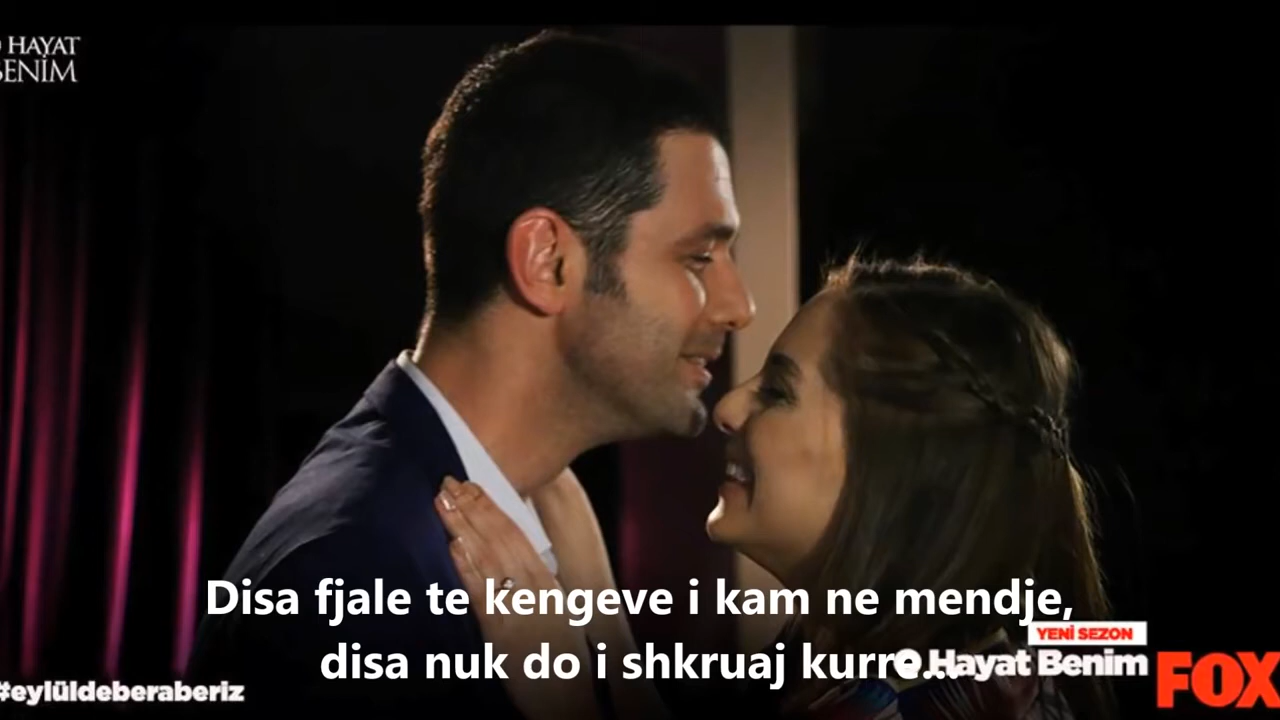 O HAYAT
BENİM
Disa fjale te kengeve i kam ne mendje,
YENİ SEZON
disa nuk do i shkruaj kurre...
O Hayat Benim
FOX
#eylüldeberaberiz